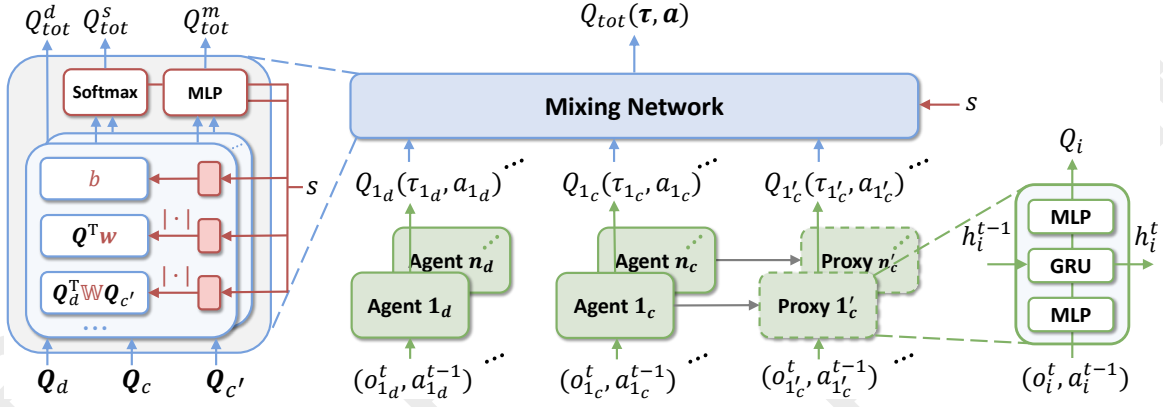 Q_{tot}^d Q_{tot}^s Q_{tot}^m
Softmax MLP
b
|·|
Q^T w
|·|
Q_d^T 𝕎 Q_{c'}
...
s
Q_d Q_c Q_{c'}
Q_{tot}(τ, a)
Mixing Network
s
Q_{1_d}(τ_{1_d}, a_{1_d}) ... Q_{1_c}(τ_{1_c}, a_{1_c}) ... Q_{1'_c}(τ_{1'_c}, a_{1'_c}) ...
Agent n_d Agent n_c Proxy n'_c
Agent 1_d Agent 1_c Proxy 1'_c
(o_{1_d}^t, a_{1_d}^{t-1}) ... (o_{1_c}^t, a_{1_c}^{t-1}) ... (o_{1'_c}^t, a_{1'_c}^{t-1}) ...
Q_i
MLP
h_i^{t-1} GRU h_i^t
MLP
(o_i^t, a_i^{t-1})